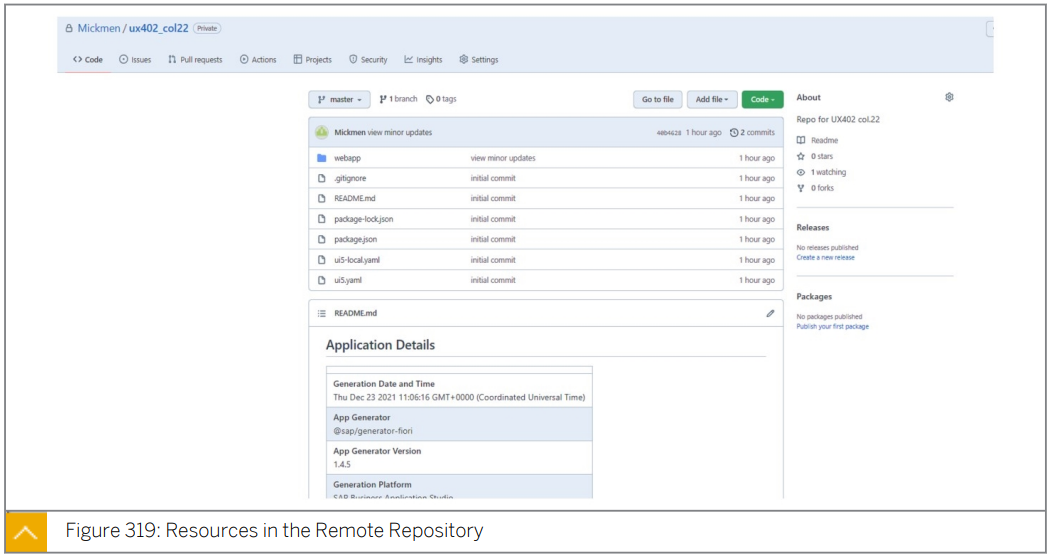 Mickmen / ux402_col22 Private
Code Issues Pull requests Actions Projects Security Insights Settings
master 1 branch 0 tags Go to file Add file Code
Mickmen view minor updates 40b4628 1 hour ago 2 commits
webapp view minor updates 1 hour ago
.gitignore initial commit 1 hour ago
README.md initial commit 1 hour ago
package-lock.json initial commit 1 hour ago
package.json initial commit 1 hour ago
ui5-local.yaml initial commit 1 hour ago
ui5.yaml initial commit 1 hour ago
README.md
Application Details
Generation Date and Time
Thu Dec 23 2021 11:06:16 GMT+0000 (Coordinated Universal Time)
App Generator
@sap/generator-fiori
App Generator Version
1.4.5
Generation Platform
SAP Business Application Studio
About
Repo for UX402 col.22
Readme
0 stars
1 watching
0 forks
Releases
No releases published
Create a new release
Packages
No packages published
Publish your first package
Figure 319: Resources in the Remote Repository